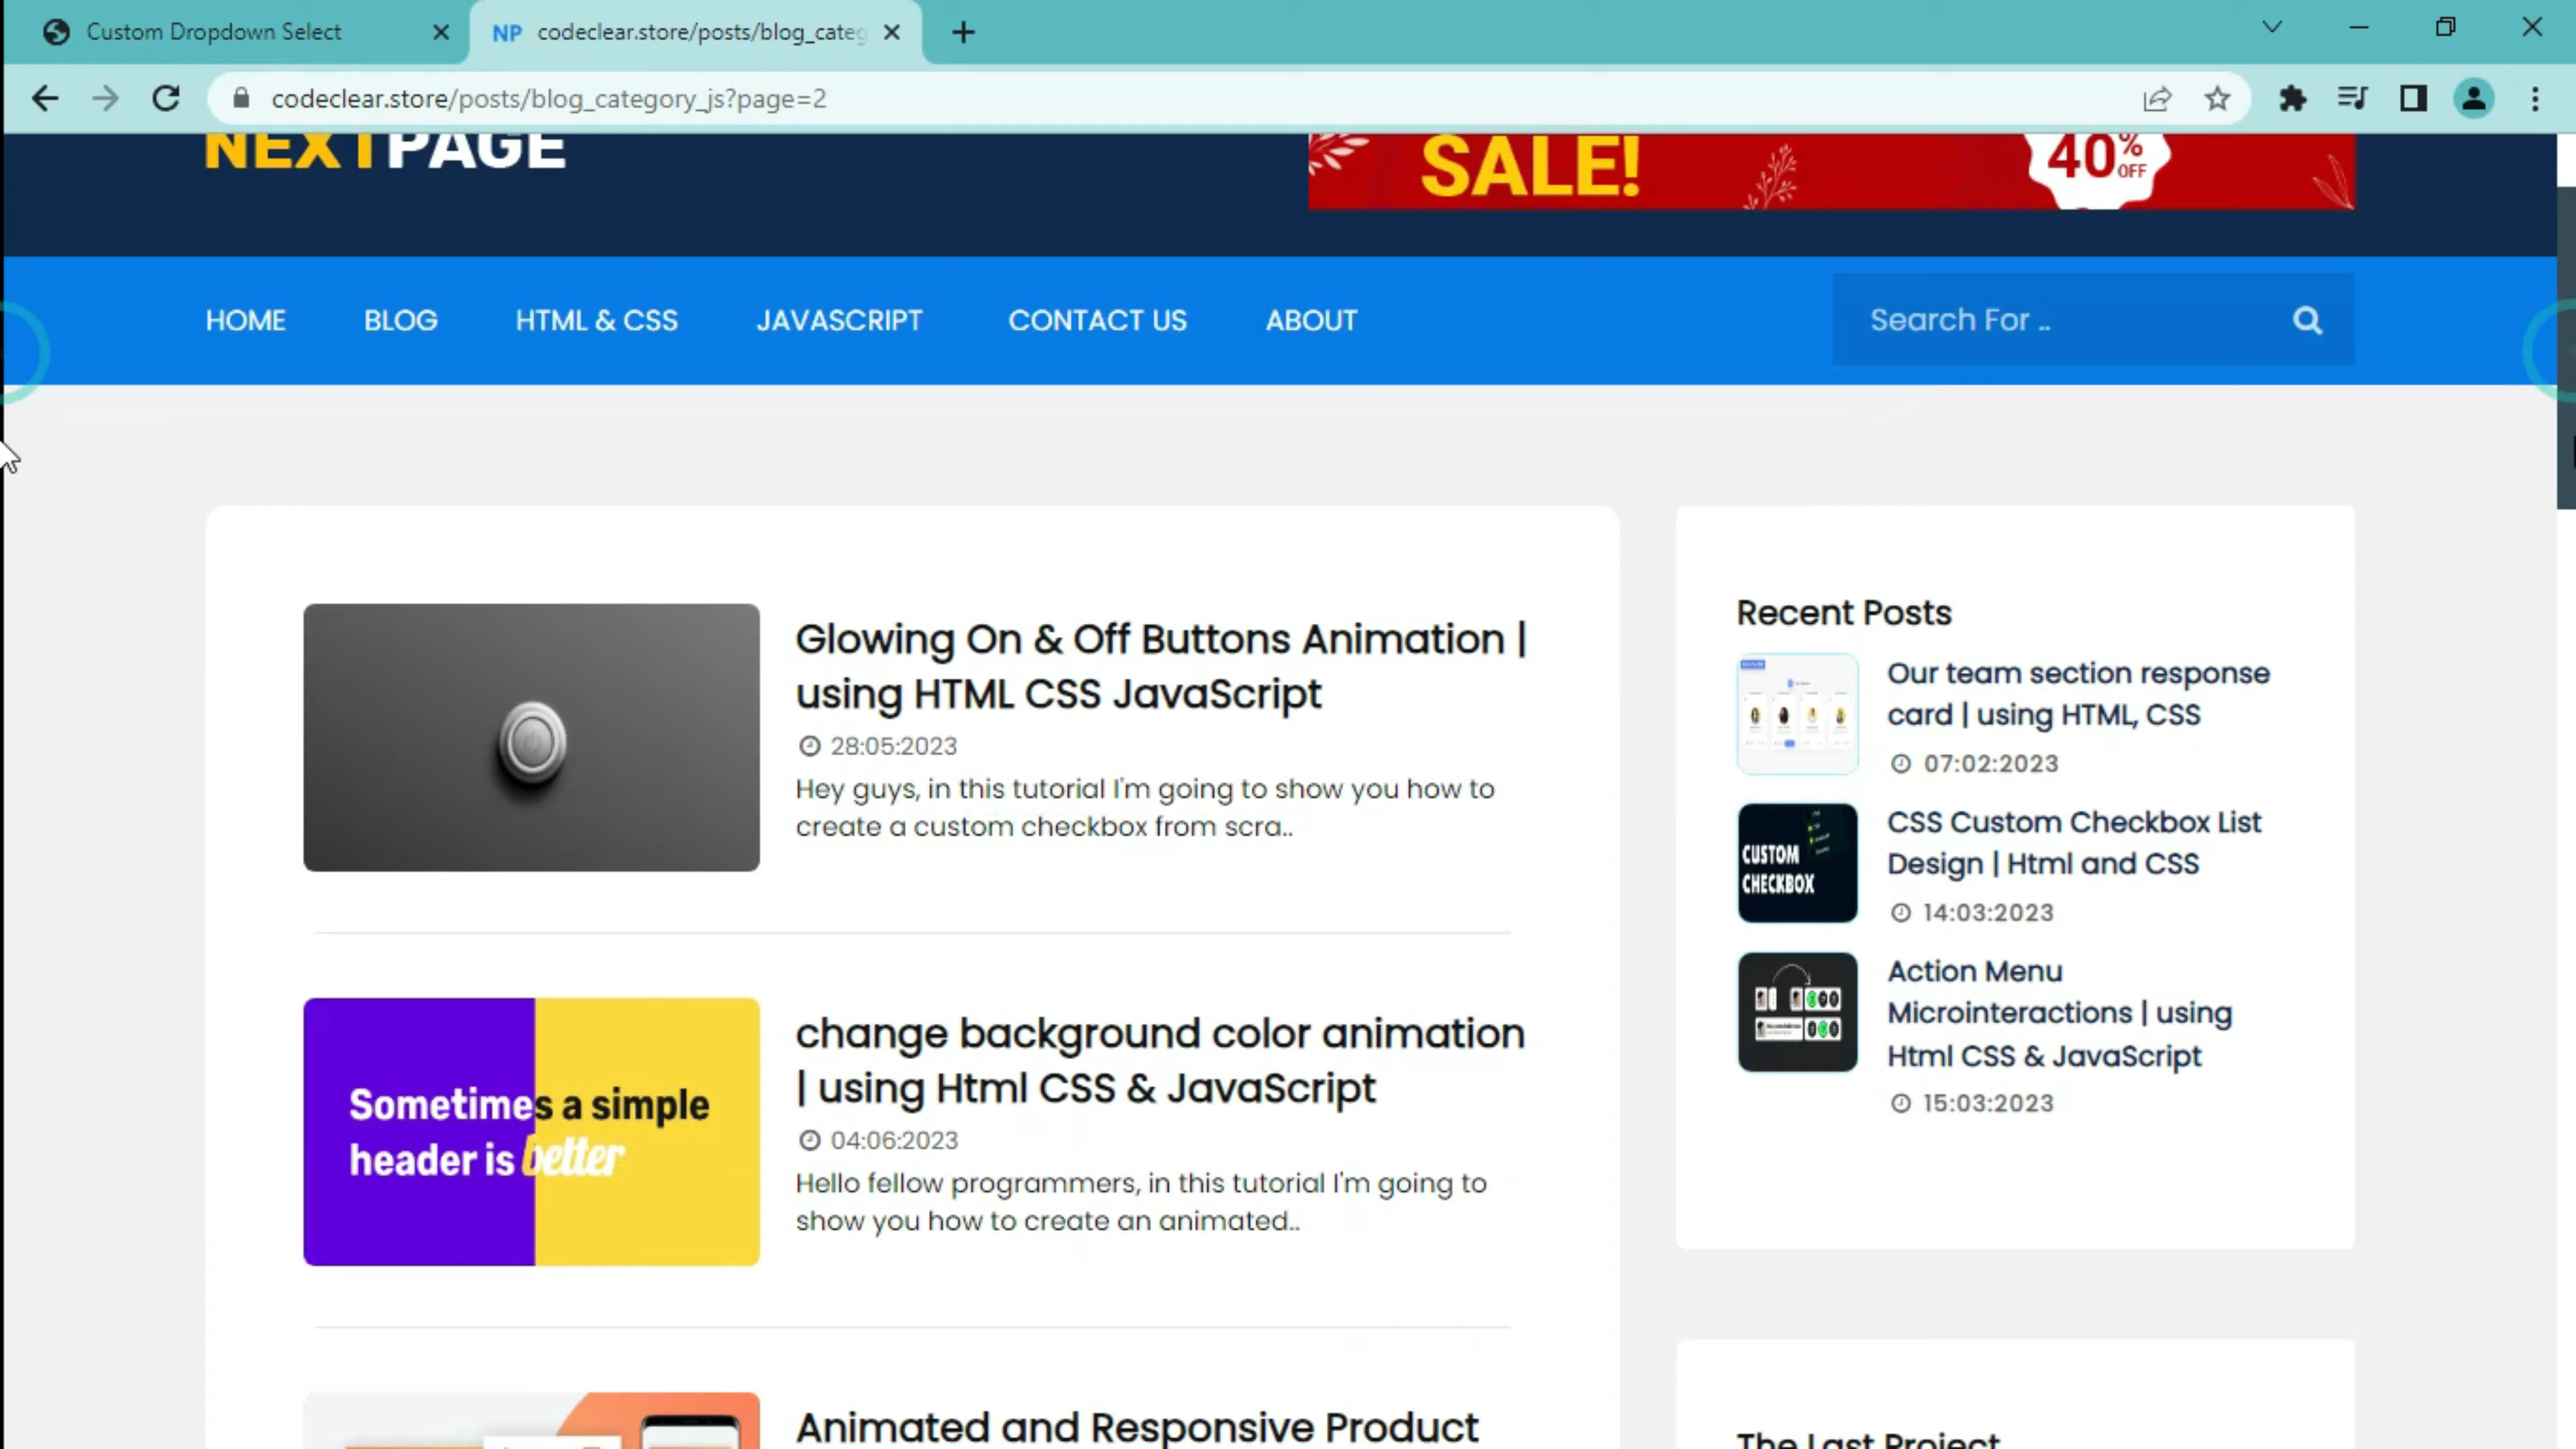 Custom Dropdown Select
NP codeclear.store/posts/blog_categ
codeclear.store/posts/blog_category_js?page=2
NEXTPAGE
SALE!
40% OFF
HOME BLOG HTML & CSS JAVASCRIPT CONTACT US ABOUT
Search For ..
Glowing On & Off Buttons Animation |
using HTML CSS JavaScript
28:05:2023
Hey guys, in this tutorial I'm going to show you how to
create a custom checkbox from scra..
Sometimes a simple
header is better
change background color animation
| using Html CSS & JavaScript
04:06:2023
Hello fellow programmers, in this tutorial I'm going to
show you how to create an animated..
Animated and Responsive Product
Recent Posts
Our team section response
card | using HTML, CSS
07:02:2023
CUSTOM
CHECKBOX
CSS Custom Checkbox List
Design | Html and CSS
14:03:2023
Action Menu
Microinteractions | using
Html CSS & JavaScript
15:03:2023
The Last Project